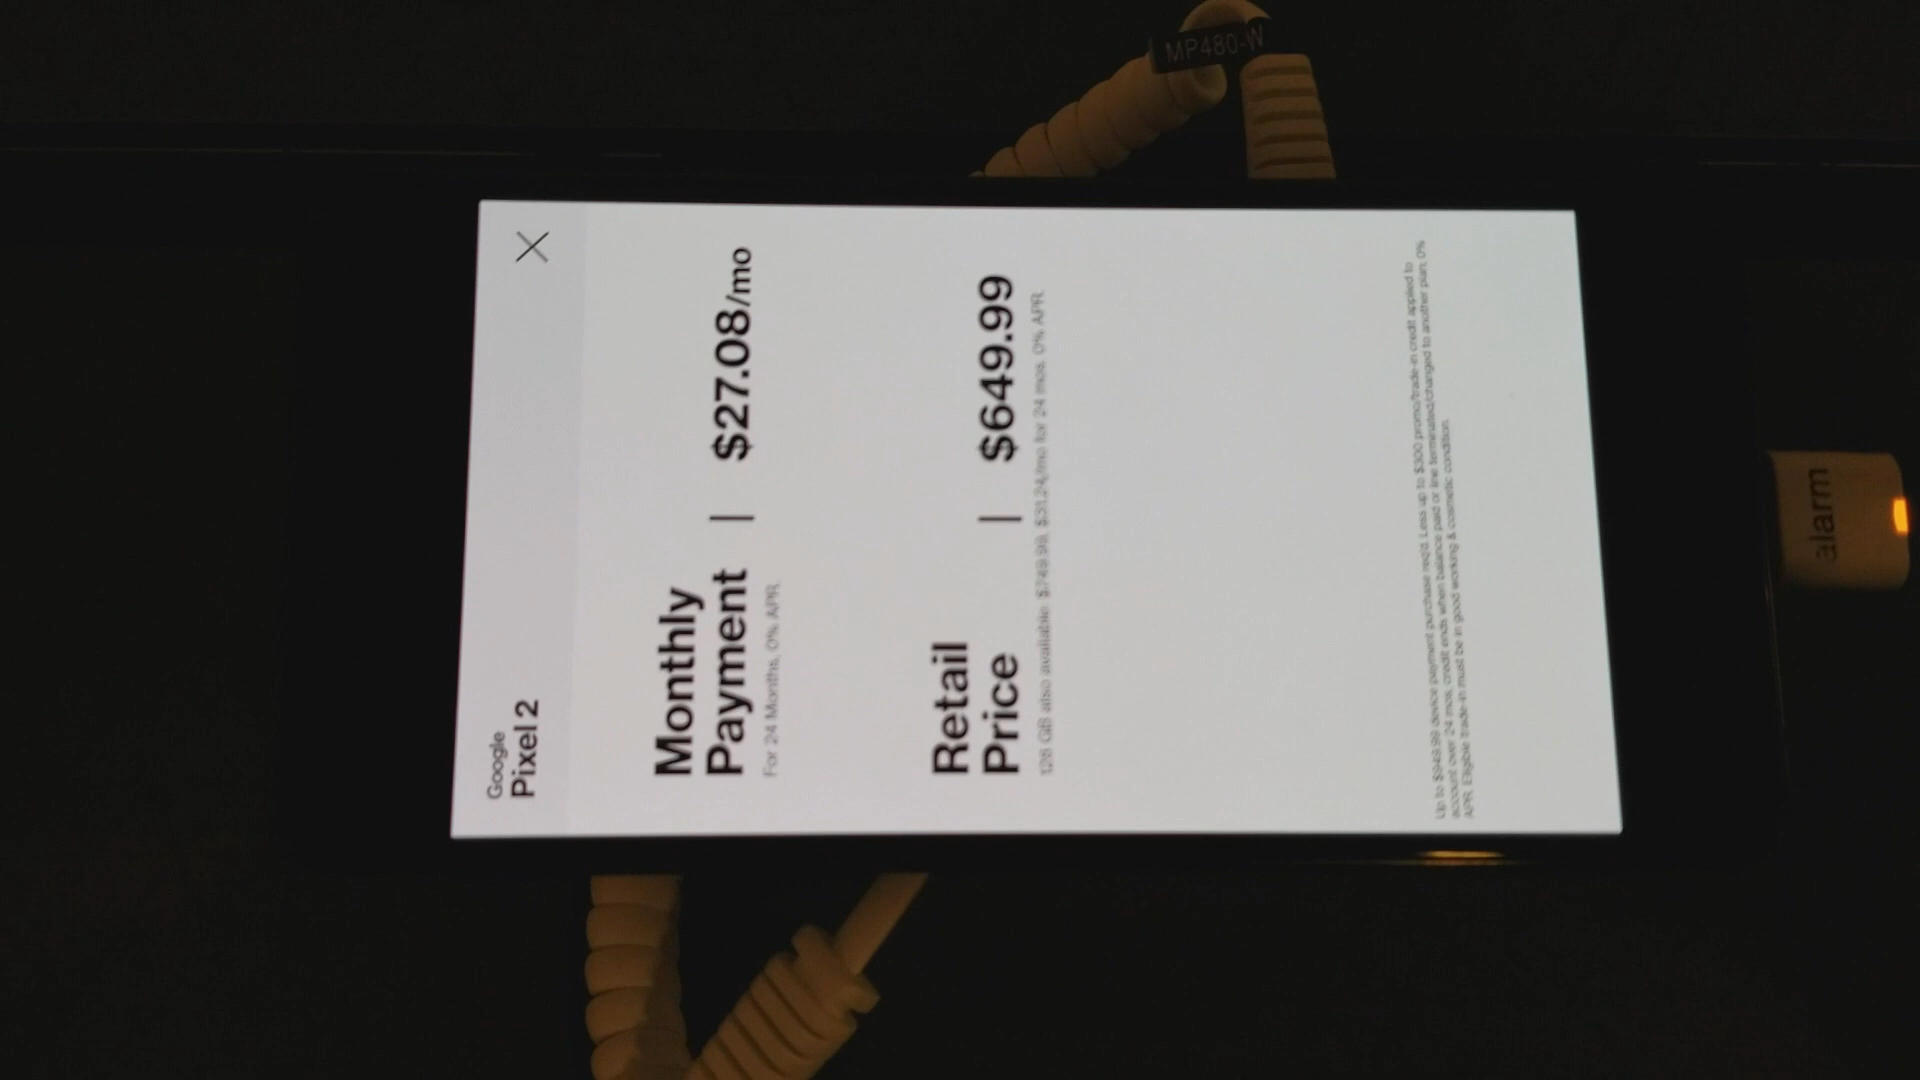 Google
Pixel 2
Monthly
Payment | $27.08/mo
For 24 Months, 0% APR
Retail
Price | $649.99
128 GB also available: $749.99, $31.24/mo for 24 mos. 0% APR
Up to $949.99 device payment purchase req'd. Less up to $300 promo/trade-in credit applied to
account over 24 mos, credit ends when balance paid or line terminated/changed to another plan; 0%
APR. Eligible trade-in must be in good working & cosmetic condition.
MP480-W
alarm